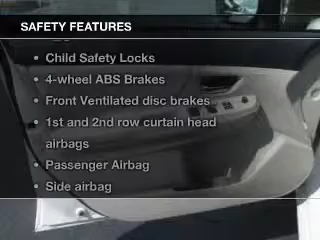 SAFETY FEATURES
• Child Safety Locks
• 4-wheel ABS Brakes
• Front Ventilated disc brakes
• 1st and 2nd row curtain head
airbags
• Passenger Airbag
• Side airbag